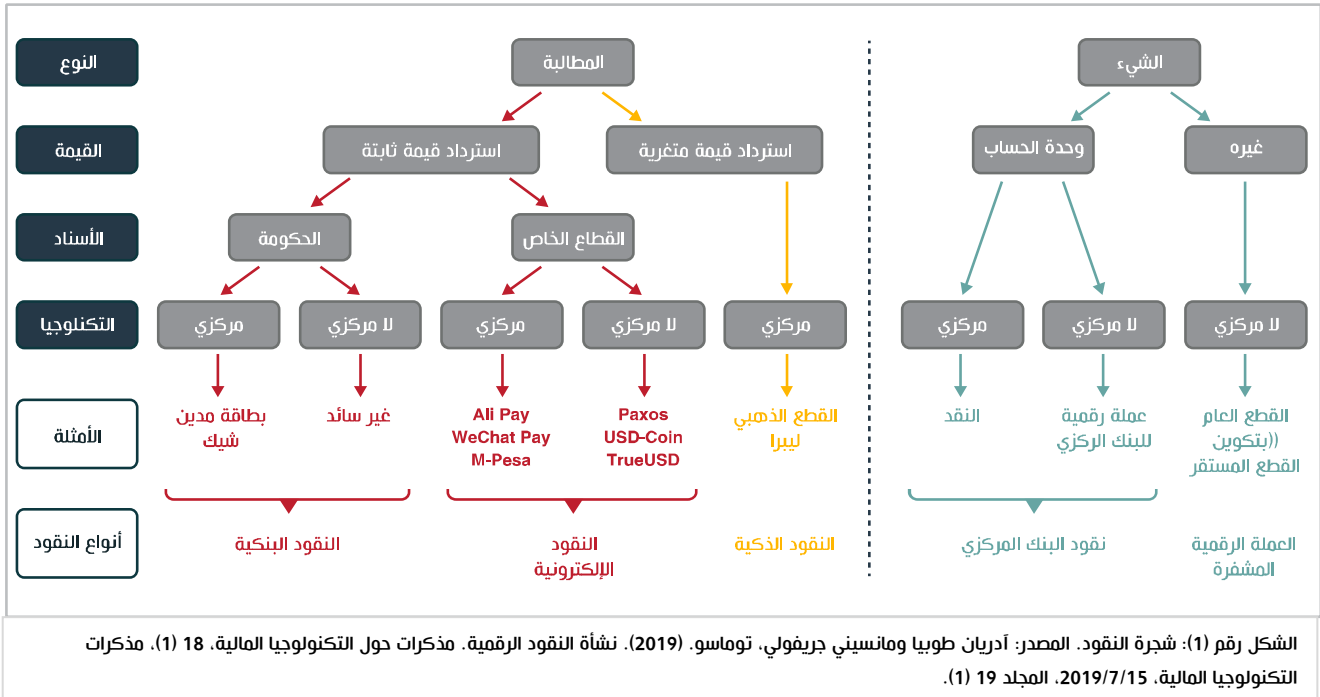 النوع
المطالبة
الشيء
القيمة
استرداد قيمة ثابتة
استرداد قيمة متغرية
وحدة الحساب
غيره
الأسناد
الحكومة
القطاع الخاص
التكنلوجيا
مركزي
لا مركزي
مركزي
لا مركزي
مركزي
مركزي
لا مركزي
لا مركزي
الأمثلة
بطاقة مدين
شيك
غير سائد
Ali Pay
WeChat Pay
M-Pesa
Paxos
USD-Coin
TrueUSD
القطع الذهبي
ليبرا
النقد
عملة رقمية
للبنك الركزي
القطع العام
((بتكوين
القطع المستقر
أنواع النقود
النقود البنكية
النقود
الإلكترونية
النقود الذكية
نقود البنك المركزي
العملة الرقمية
المشفرة
الشكل رقم (1): شجرة النقود. المصدر: آدريان طوبيا ومانسيني جريفولي، توماسو. (2019). نشأة النقود الرقمية. مذكرات حول التكنولوجيا المالية، 18 (1)، مذكرات
التكنولوجيا المالية، 2019/7/15، المجلد 19 (1).